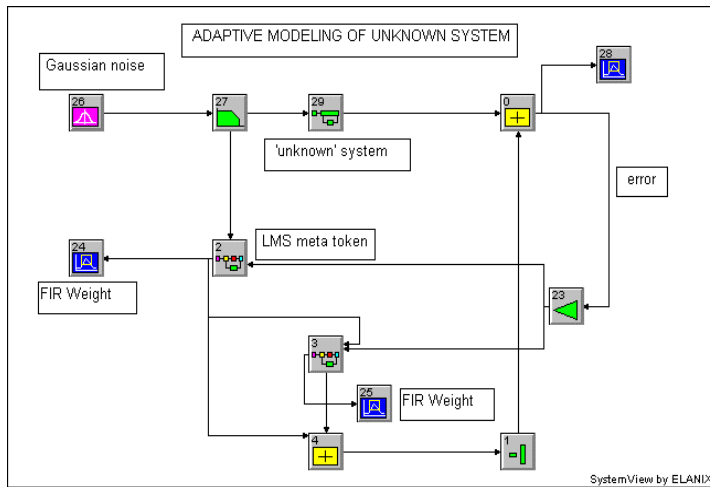 ADAPTIVE MODELING OF UNKNOWN SYSTEM
28
Gaussian noise
26
27
29
0
'unknown' system
error
24
2
LMS meta token
FIR Weight
23
3
25
FIR Weight
4
1
SystemView by ELANIX